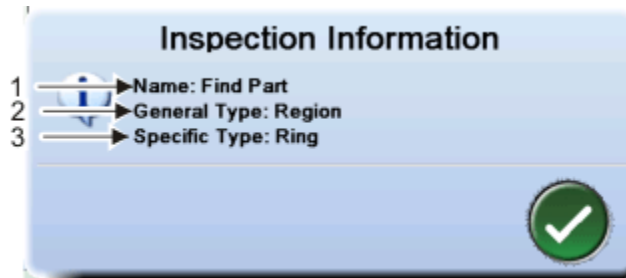 Inspection Information
1 Name: Find Part
2 General Type: Region
3 Specific Type: Ring